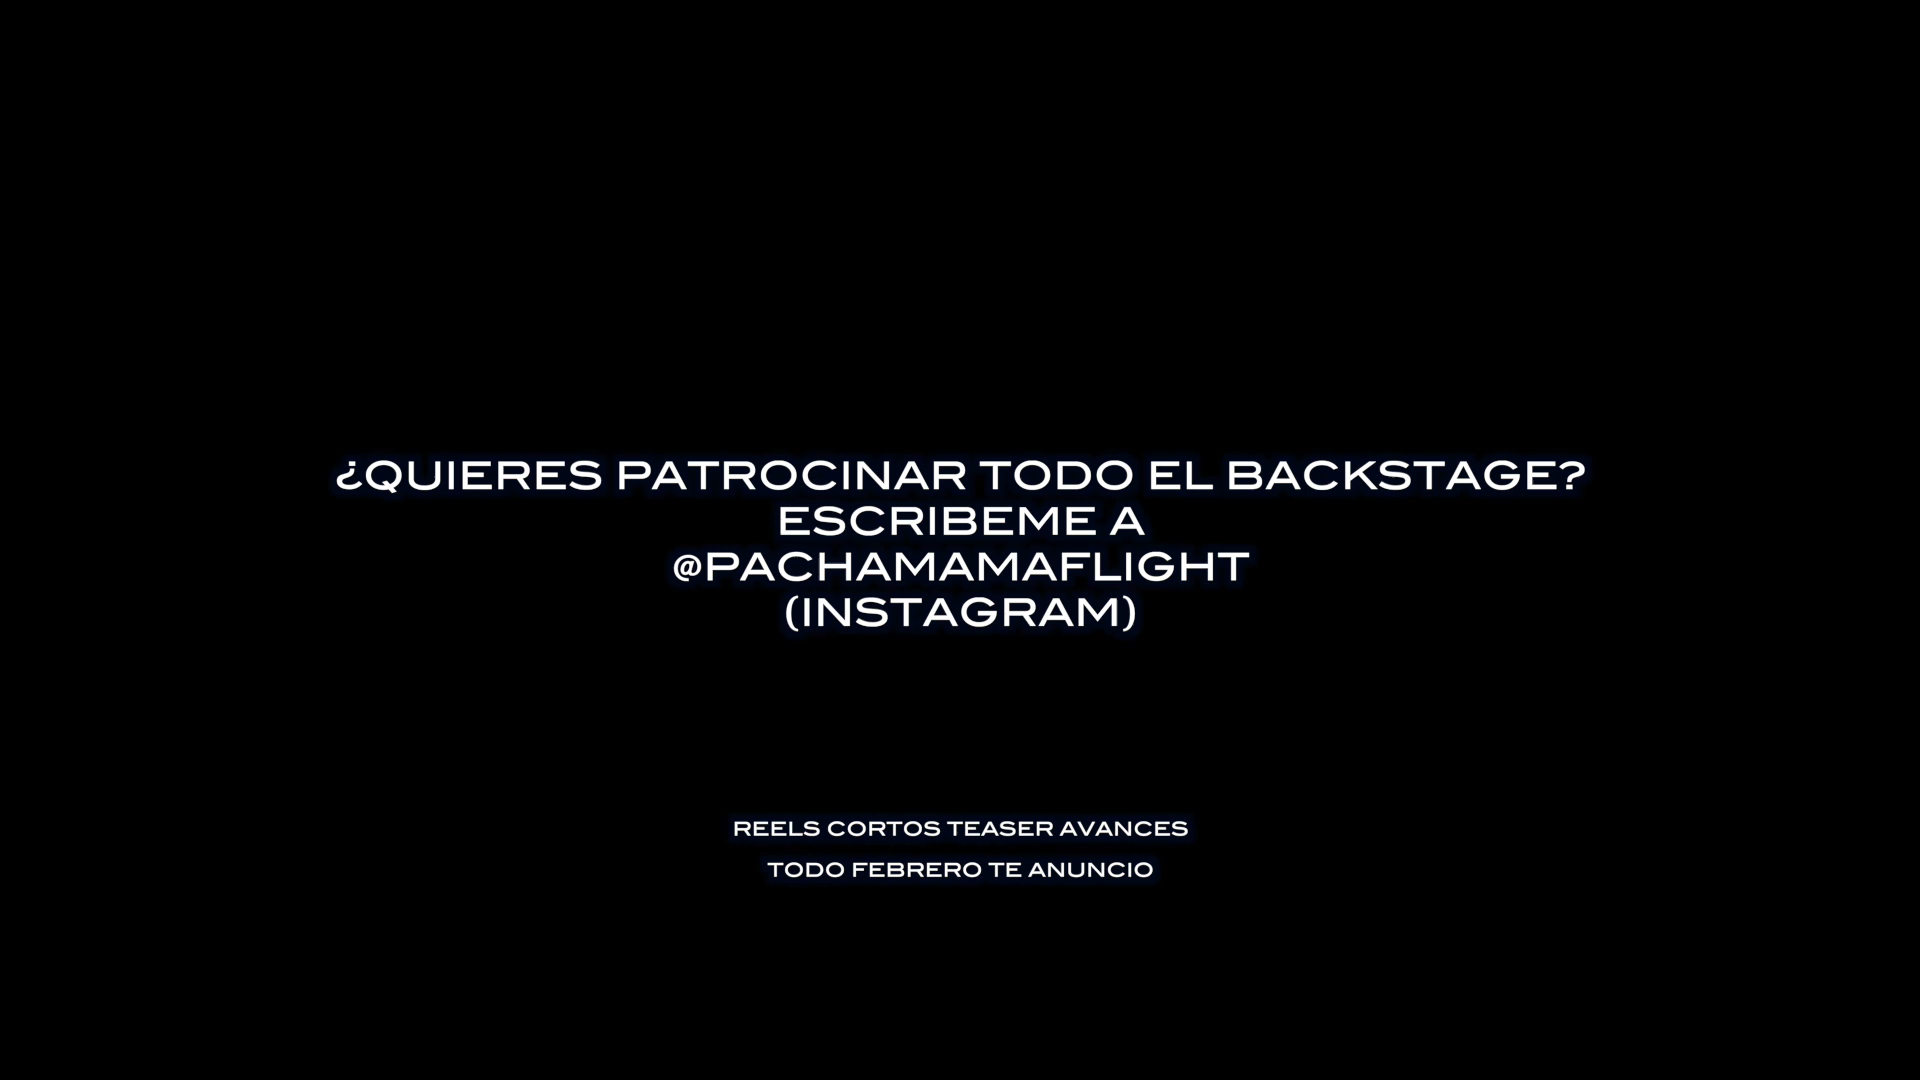 ¿QUIERES PATROCINAR TODO EL BACKSTAGE?
ESCRIBEME A
@PACHAMAMAFLIGHT
(INSTAGRAM)
REELS CORTOS TEASER AVANCES
TODO FEBRERO TE ANUNCIO